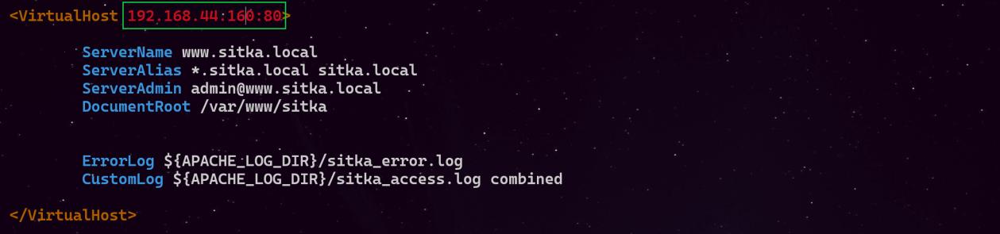 <VirtualHost 192.168.44:160:80>
ServerName www.sitka.local
ServerAlias *.sitka.local sitka.local
ServerAdmin admin@www.sitka.local
DocumentRoot /var/www/sitka
ErrorLog ${APACHE_LOG_DIR}/sitka_error.log
CustomLog ${APACHE_LOG_DIR}/sitka_access.log combined
</VirtualHost>